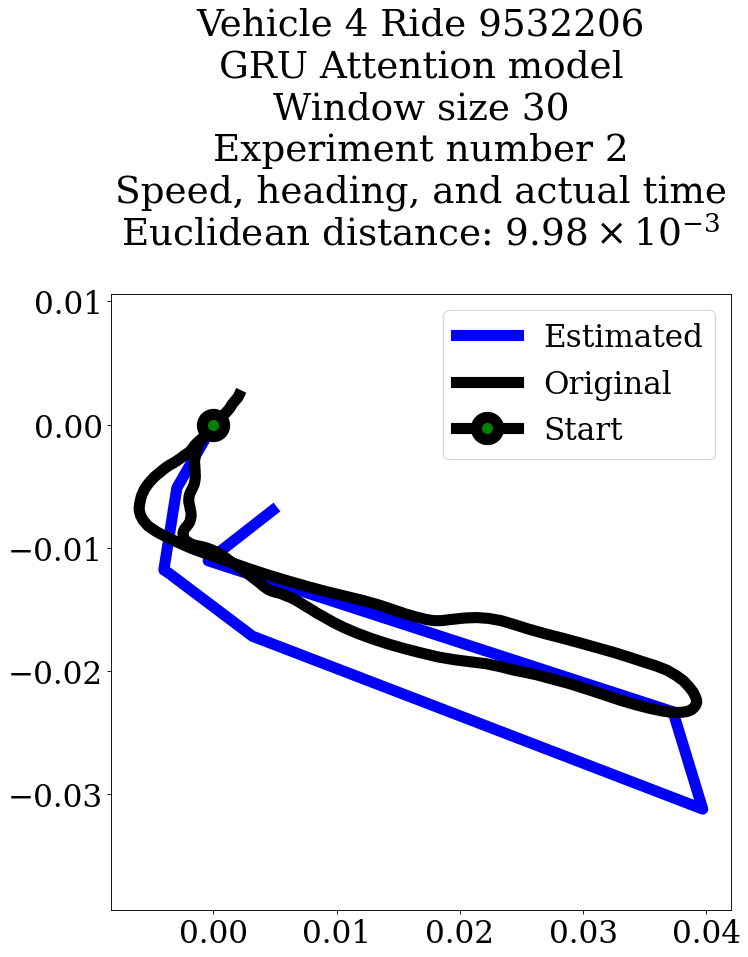 Vehicle 4 Ride 9532206
GRU Attention model
Window size 30
Experiment number 2
Speed, heading, and actual time
Euclidean distance: 9.98 × 10⁻³
0.01
0.00
−0.01
−0.02
−0.03
Estimated
Original
Start
0.00 0.01 0.02 0.03 0.04